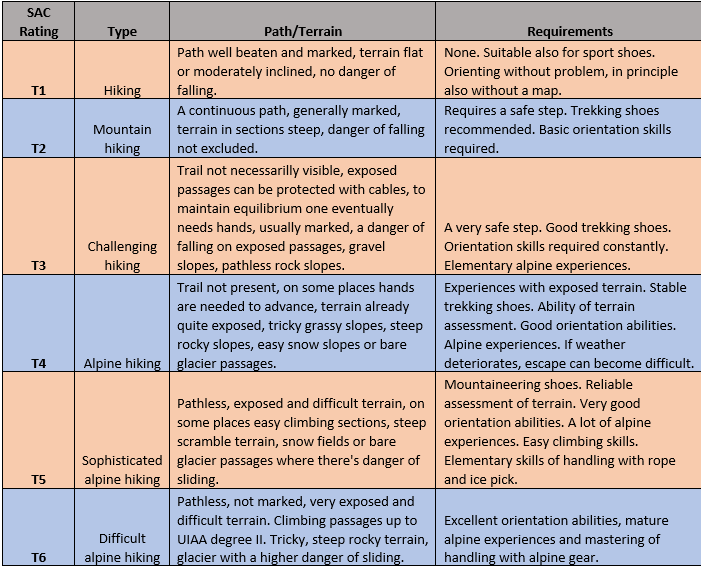 SAC
Rating
Type
Path/Terrain
Requirements
T1
Hiking
Path well beaten and marked, terrain flat
or moderately inclined, no danger of
falling.
None. Suitable also for sport shoes.
Orienting without problem, in principle
also without a map.
T2
Mountain
hiking
A continuous path, generally marked,
terrain in sections steep, danger of falling
not excluded.
Requires a safe step. Trekking shoes
recommended. Basic orientation skills
required.
T3
Challenging
hiking
Trail not necessarilly visible, exposed
passages can be protected with cables, to
maintain equilibrium one eventually
needs hands, usually marked, a danger of
falling on exposed passages, gravel
slopes, pathless rock slopes.
A very safe step. Good trekking shoes.
Orientation skills required constantly.
Elementary alpine experiences.
T4
Alpine hiking
Trail not present, on some places hands
are needed to advance, terrain already
quite exposed, tricky grassy slopes, steep
rocky slopes, easy snow slopes or bare
glacier passages.
Experiences with exposed terrain. Stable
trekking shoes. Ability of terrain
assessment. Good orientation abilities.
Alpine experiences. If weather
deteriorates, escape can become difficult.
T5
Sophisticated
alpine hiking
Pathless, exposed and difficult terrain, on
some places easy climbing sections, steep
scramble terrain, snow fields or bare
glacier passages where there's danger of
sliding.
Mountaineering shoes. Reliable
assessment of terrain. Very good
orientation abilities. A lot of alpine
experiences. Easy climbing skills.
Elementary skills of handling with rope
and ice pick.
T6
Difficult
alpine hiking
Pathless, not marked, very exposed and
difficult terrain. Climbing passages up to
UIAA degree II. Tricky, steep rocky terrain,
glacier with a higher danger of sliding.
Excellent orientation abilities, mature
alpine experiences and mastering of
handling with alpine gear.